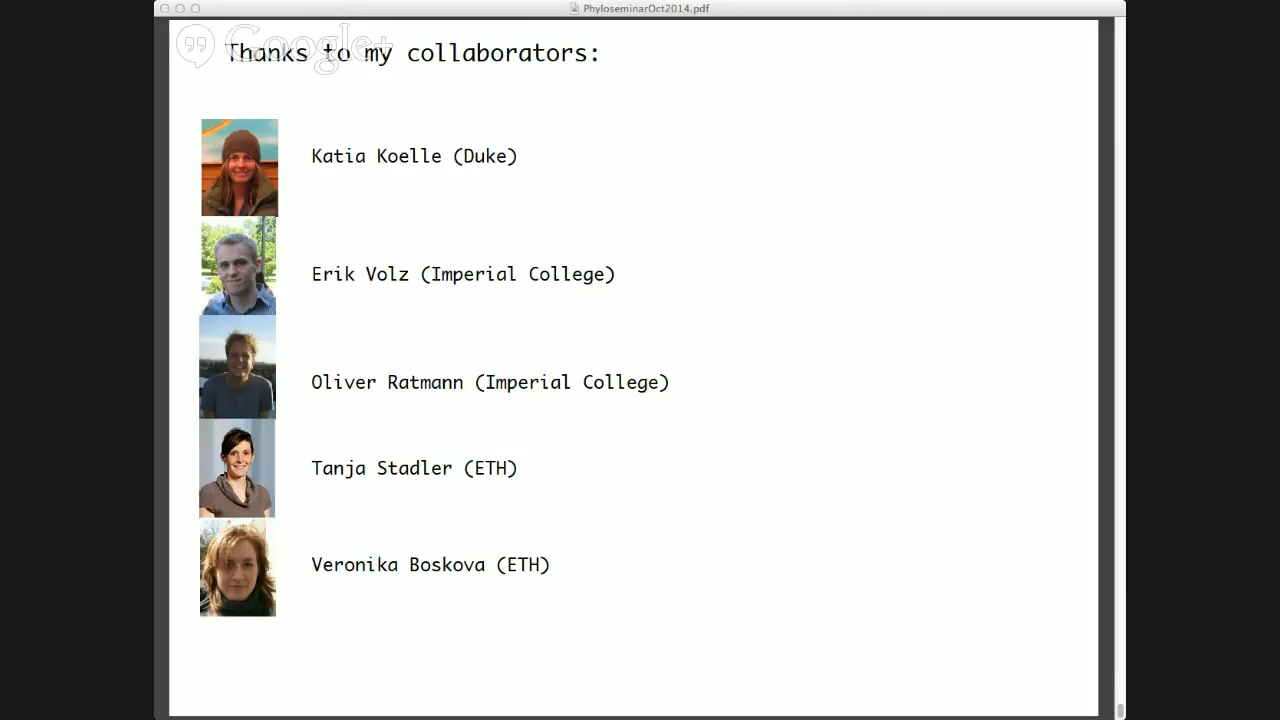 PhyloseminarOct2014.pdf
Google+
Thanks to my collaborators:
Katia Koelle (Duke)
Erik Volz (Imperial College)
Oliver Ratmann (Imperial College)
Tanja Stadler (ETH)
Veronika Boskova (ETH)